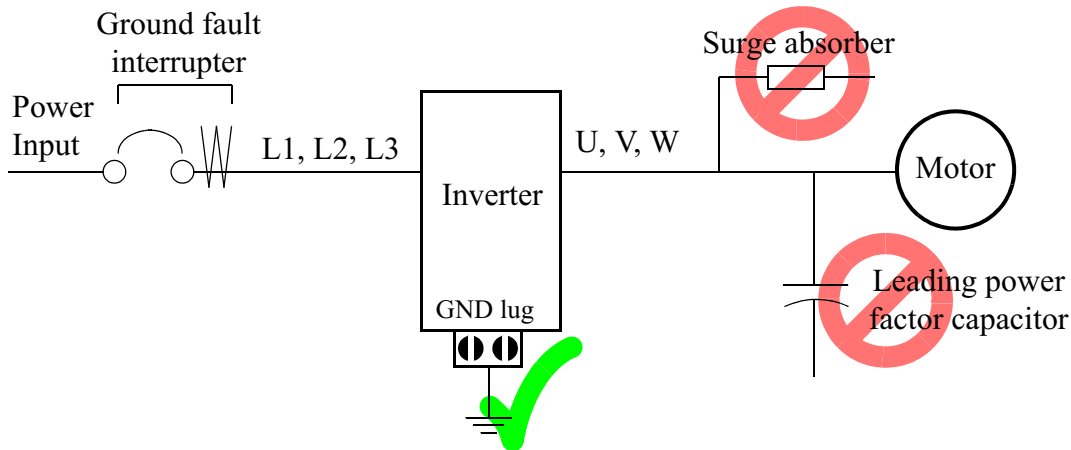 Ground fault
interrupter
Power
Input
L1, L2, L3
Inverter
GND lug
U, V, W
Surge absorber
Motor
Leading power
factor capacitor